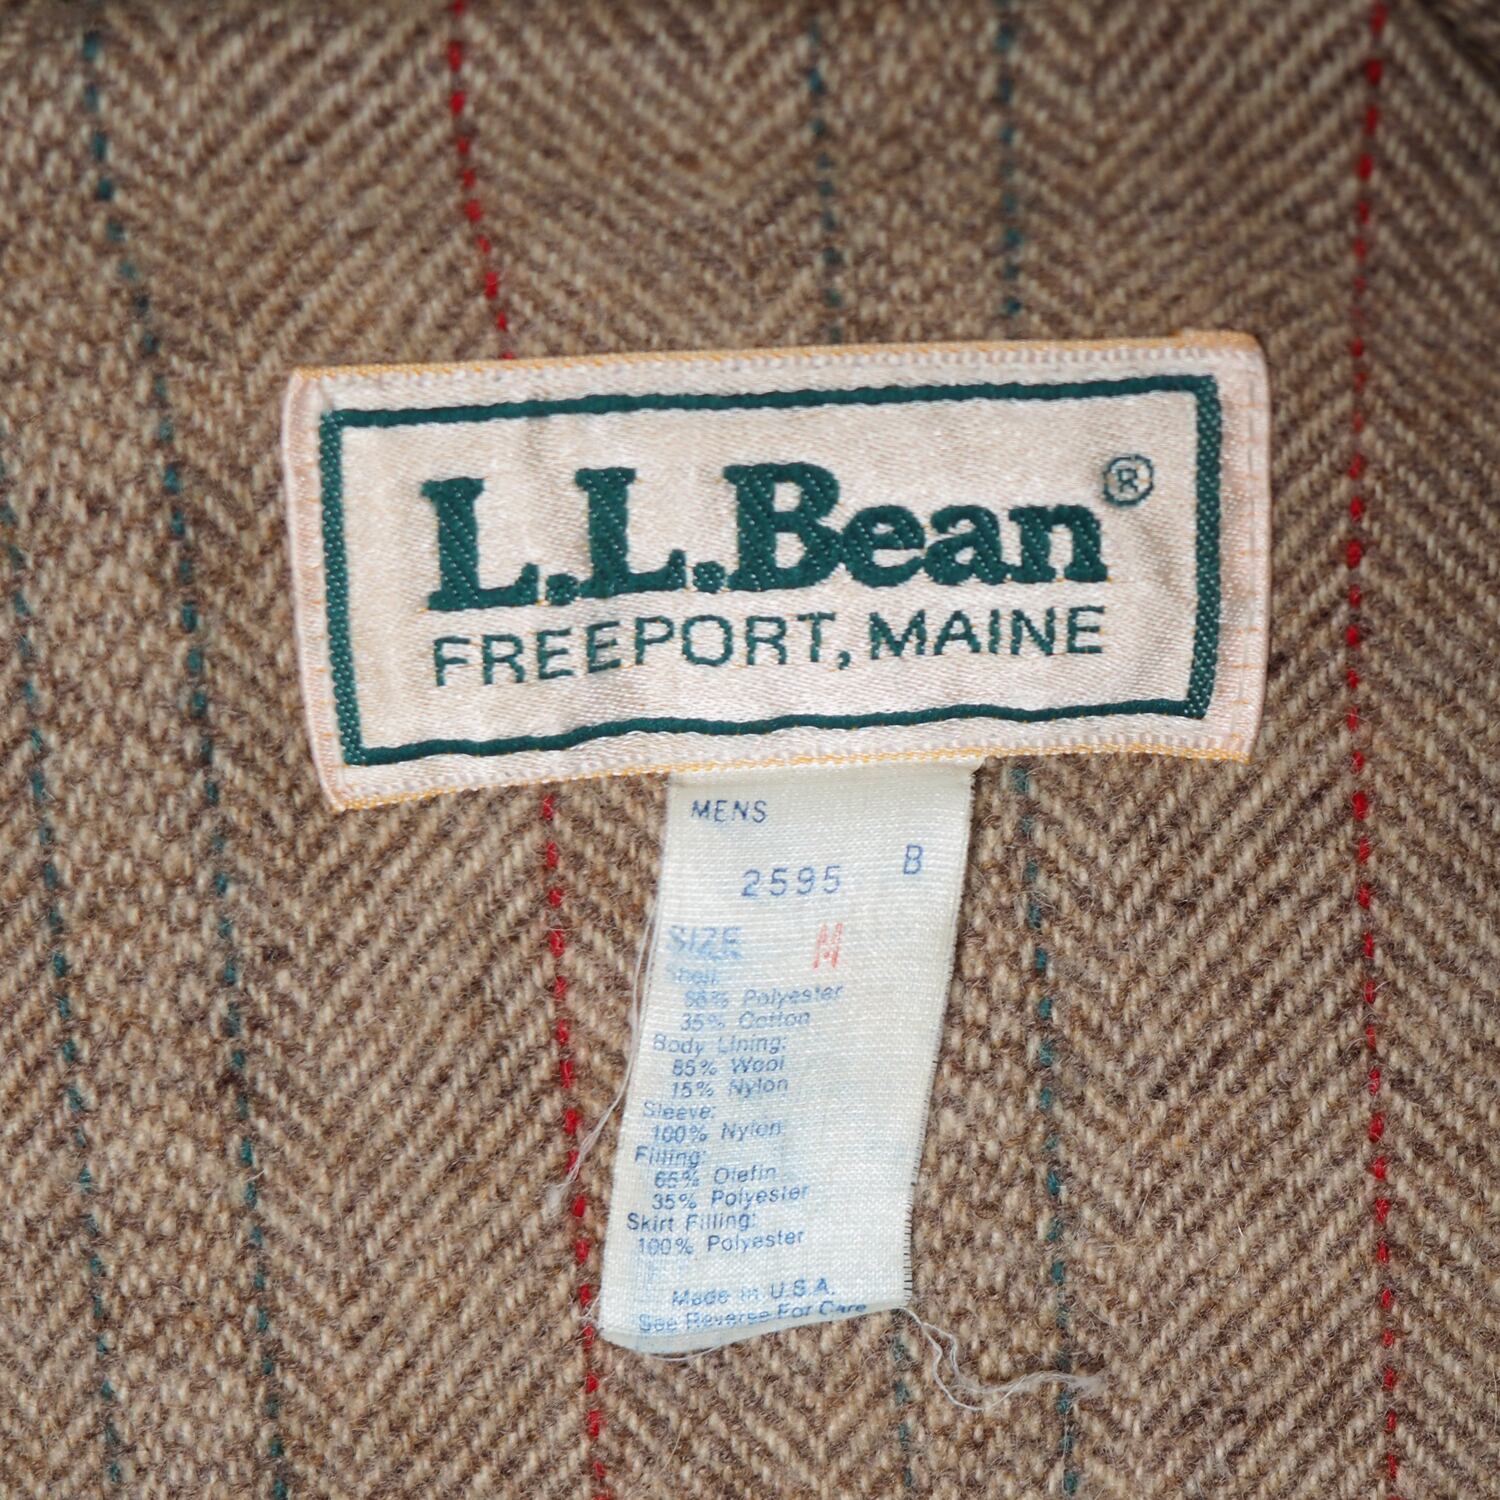 L.L.Bean®
FREEPORT, MAINE
MENS
2595 B
SIZE M
Shell:
65% Polyester
35% Cotton
Body Lining:
85% Wool
15% Nylon
Sleeve:
100% Nylon
Filling:
65% Olefin
35% Polyester
Skirt Filling:
100% Polyester
Made in U.S.A.
See Reverse For Care